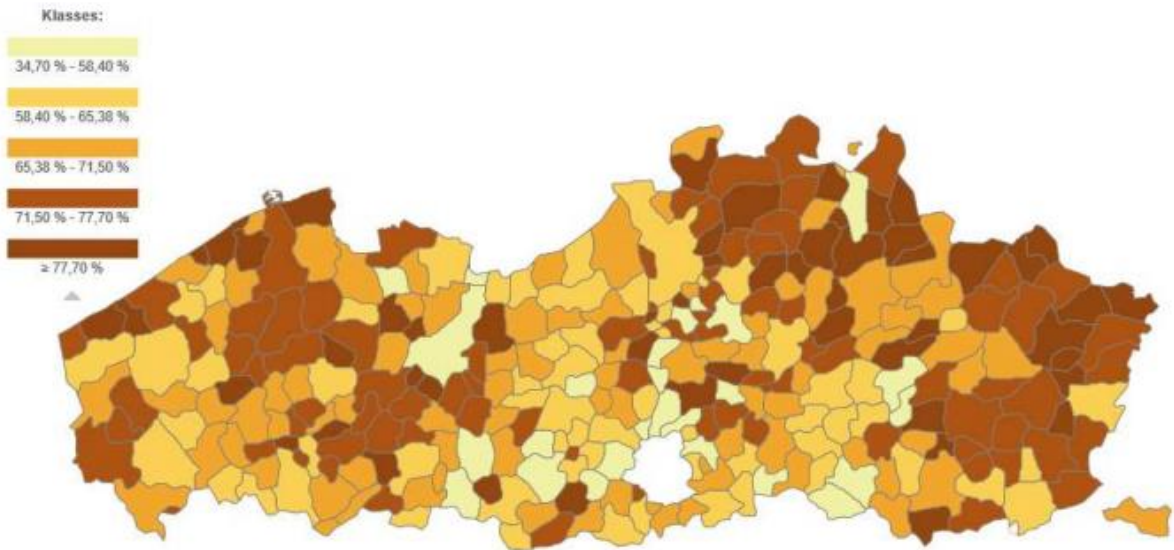 Klasses:
34,70 % - 58,40 %
58,40 % - 65,38 %
65,38 % - 71,50 %
71,50 % - 77,70 %
≥ 77,70 %